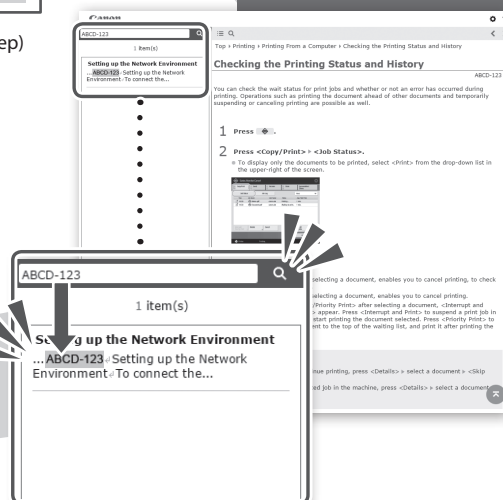 ep)
Canon
ABCD-123
1 item(s)
Setting up the Network Environment
...ABCD-123 Setting up the Network
Environment To connect the...
Top › Printing › Printing From a Computer › Checking the Printing Status and History
Checking the Printing Status and History
ABCD-123
You can check the wait status for print jobs and whether or not an error has occurred during
printing. Operations such as printing the document ahead of other documents and temporarily
suspending or canceling printing are possible as well.
1 Press .
2 Press <Copy/Print> ▸ <Job Status>.
To display only the documents to be printed, select <Print> from the drop-down list in
the upper-right of the screen.
selecting a document, enables you to cancel printing, to check
selecting a document, enables you to cancel printing.
/Priority Print> after selecting a document, <Interrupt and
> appear. Press <Interrupt and Print> to suspend a print job in
start printing the document selected. Press <Priority Print> to
ent to the top of the waiting list, and print it after printing the
nue printing, press <Details> ▸ select a document ▸ <Skip
ed job in the machine, press <Details> ▸ select a document
ABCD-123
1 item(s)
Se g up the Network Environment
...ABCD-123 Setting up the Network
Environment To connect the...